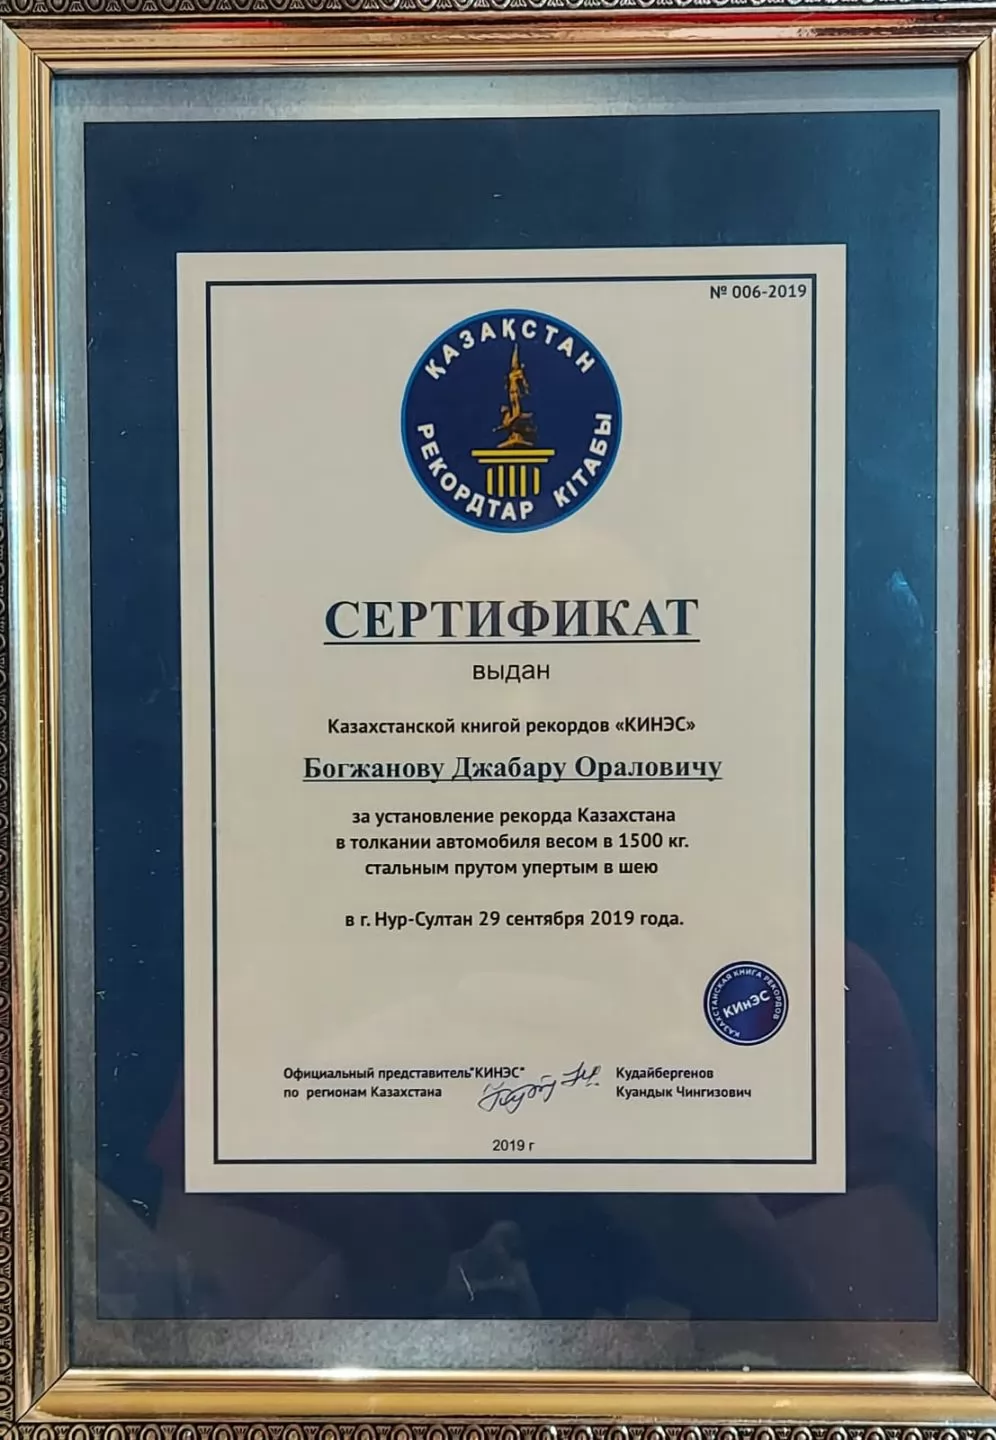 № 006-2019
ҚАЗАҚСТАН
РЕКОРДТАР КІТАБЫ
СЕРТИФИКАТ
выдан
Казахстанской книгой рекордов «КИНЭС»
Богжанову Джабару Ораловичу
за установление рекорда Казахстана
в толкании автомобиля весом в 1500 кг.
стальным прутом упертым в шею
в г. Нур-Султан 29 сентября 2019 года.
КАЗАХСТАНСКАЯ КНИГА РЕКОРДОВ
КИнЭС
Официальный представитель"КИНЭС"
по регионам Казахстана
Кудайбергенов
Куандык Чингизович
2019 г